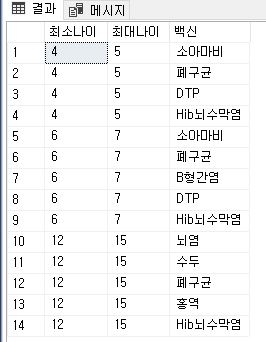 결과 메시지
최소나이 최대나이 백신
1 4 5 소아마비
2 4 5 폐구균
3 4 5 DTP
4 4 5 Hib뇌수막염
5 6 7 소아마비
6 6 7 폐구균
7 6 7 B형간염
8 6 7 DTP
9 6 7 Hib뇌수막염
10 12 15 뇌염
11 12 15 수두
12 12 15 폐구균
13 12 15 홍역
14 12 15 Hib뇌수막염